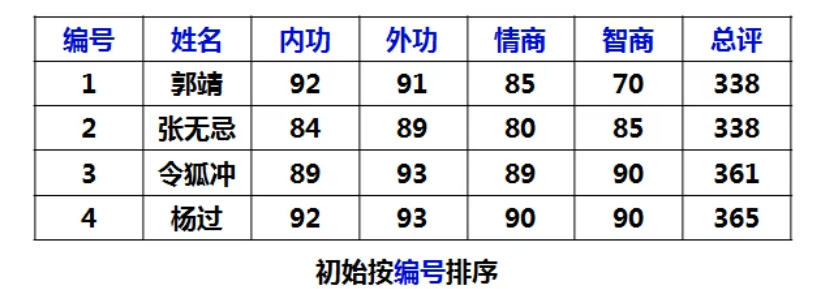 编号 姓名 内功 外功 情商 智商 总评
1 郭靖 92 91 85 70 338
2 张无忌 84 89 80 85 338
3 令狐冲 89 93 89 90 361
4 杨过 92 93 90 90 365
初始按编号排序